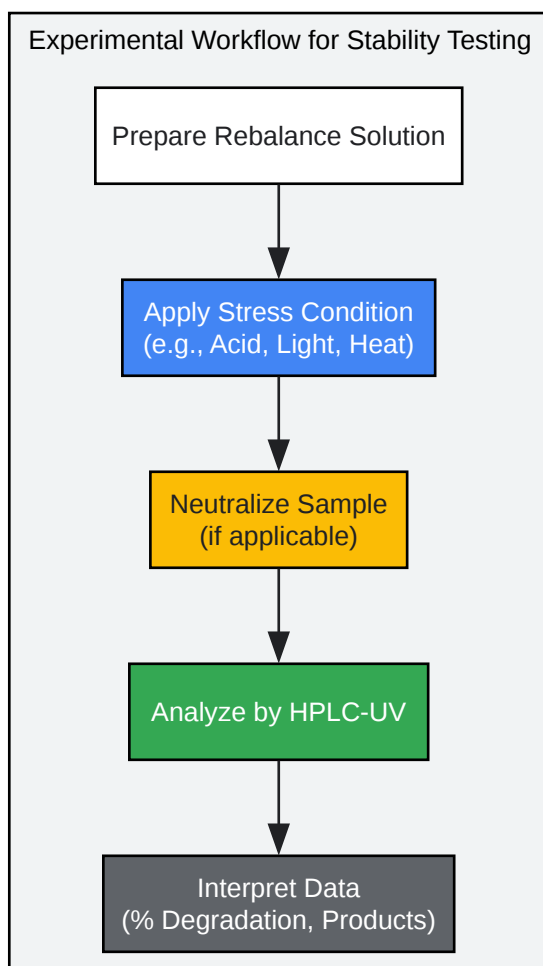 Experimental Workflow for Stability Testing
Prepare Rebalance Solution
Apply Stress Condition
(e.g., Acid, Light, Heat)
Neutralize Sample
(if applicable)
Analyze by HPLC-UV
Interpret Data
(% Degradation, Products)